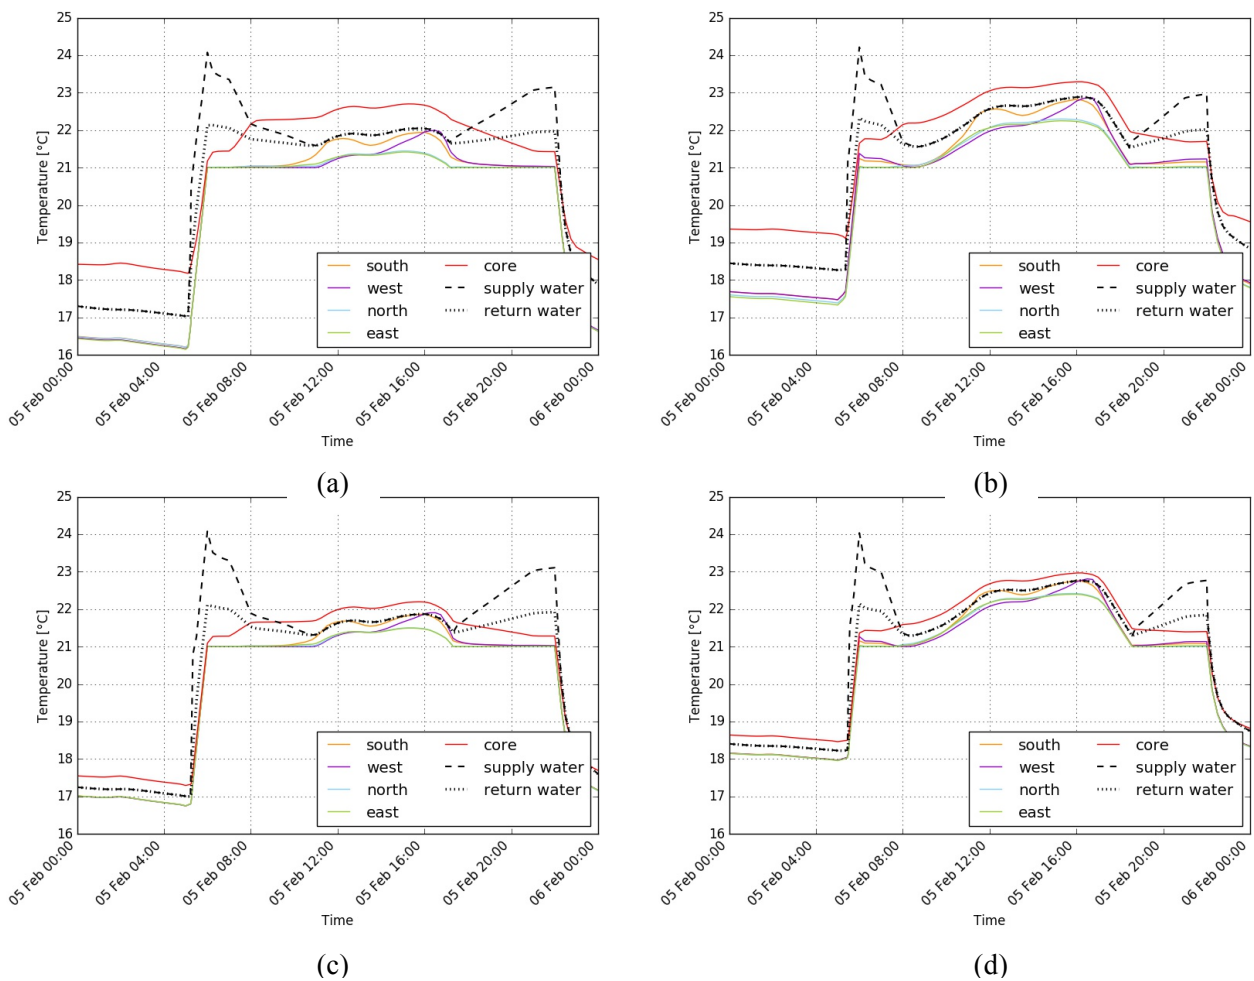 25
24
23
22
21
20
19
18
17
16
Temperature [°C]
south
west
north
east
core
supply water
return water
05 Feb 00:00
05 Feb 04:00
05 Feb 08:00
05 Feb 12:00
05 Feb 16:00
05 Feb 20:00
06 Feb 00:00
Time
(a)
25
24
23
22
21
20
19
18
17
16
Temperature [°C]
south
west
north
east
core
supply water
return water
05 Feb 00:00
05 Feb 04:00
05 Feb 08:00
05 Feb 12:00
05 Feb 16:00
05 Feb 20:00
06 Feb 00:00
Time
(b)
25
24
23
22
21
20
19
18
17
16
Temperature [°C]
south
west
north
east
core
supply water
return water
05 Feb 00:00
05 Feb 04:00
05 Feb 08:00
05 Feb 12:00
05 Feb 16:00
05 Feb 20:00
06 Feb 00:00
Time
(c)
25
24
23
22
21
20
19
18
17
16
Temperature [°C]
south
west
north
east
core
supply water
return water
05 Feb 00:00
05 Feb 04:00
05 Feb 08:00
05 Feb 12:00
05 Feb 16:00
05 Feb 20:00
06 Feb 00:00
Time
(d)